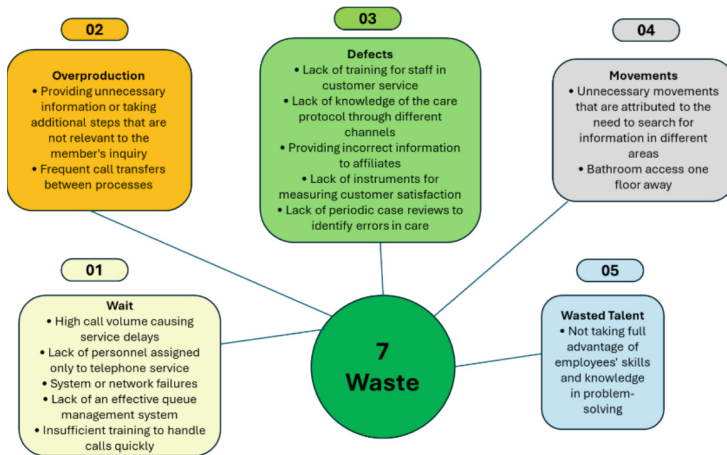 02
Overproduction
• Providing unnecessary
information or taking
additional steps that are
not relevant to the
member's inquiry
• Frequent call transfers
between processes
03
Defects
• Lack of training for staff in
customer service
• Lack of knowledge of the care
protocol through different
channels
• Providing incorrect information
to affiliates
• Lack of instruments for
measuring customer satisfaction
• Lack of periodic case reviews to
identify errors in care
04
Movements
• Unnecessary movements
that are attributed to the
need to search for
information in different
areas
• Bathroom access one
floor away
01
Wait
• High call volume causing
service delays
• Lack of personnel assigned
only to telephone service
• System or network failures
• Lack of an effective queue
management system
• Insufficient training to handle
calls quickly
7
Waste
05
Wasted Talent
• Not taking full
advantage of
employees' skills
and knowledge
in problem-
solving